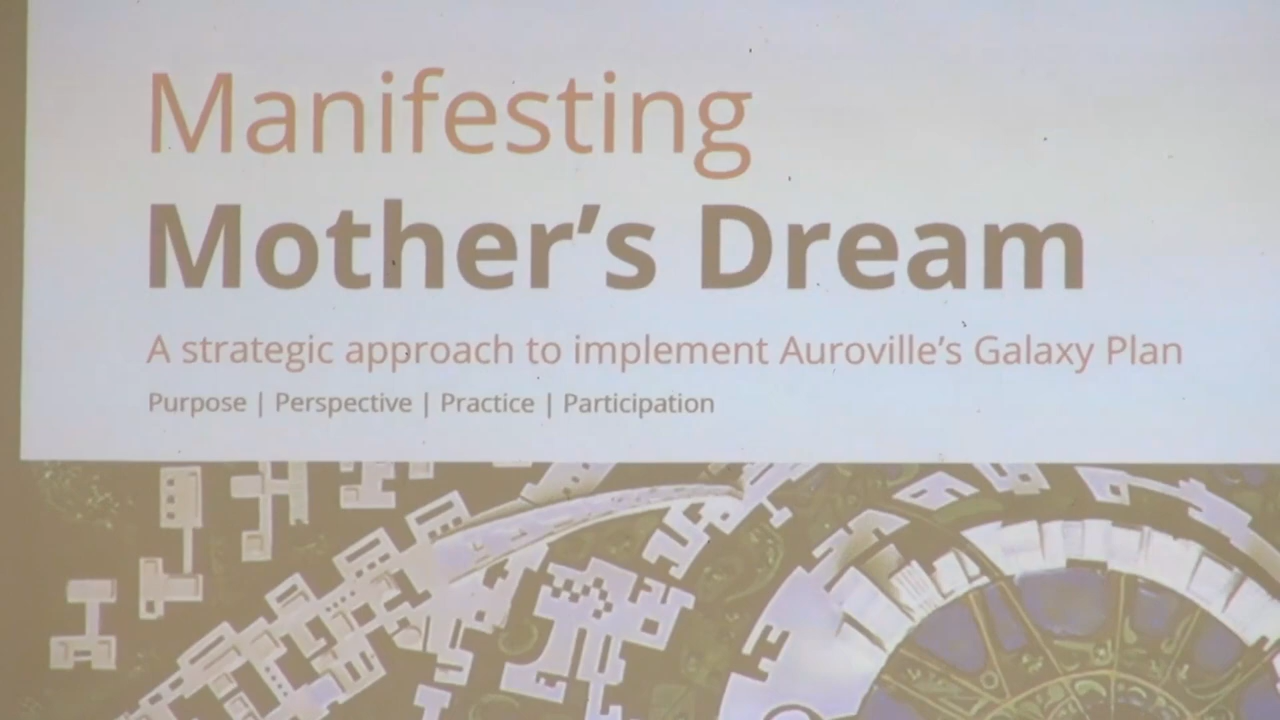 Manifesting
Mother’s Dream
A strategic approach to implement Auroville’s Galaxy Plan
Purpose | Perspective | Practice | Participation